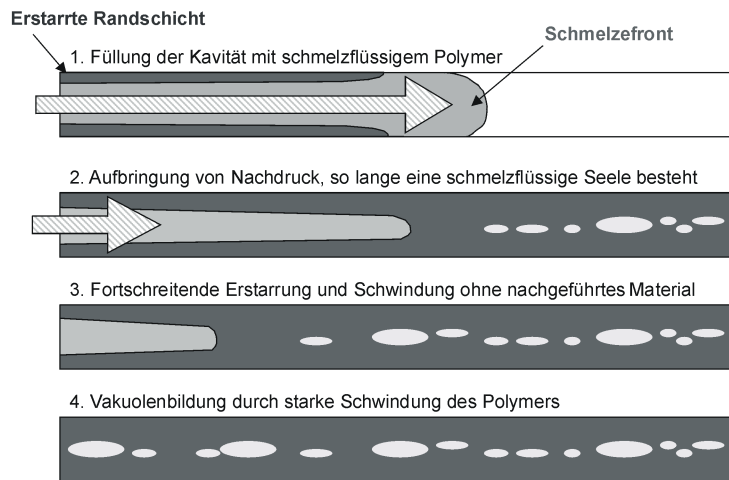 Erstarrte Randschicht
Schmelzefront
1. Füllung der Kavität mit schmelzflüssigem Polymer
2. Aufbringung von Nachdruck, so lange eine schmelzflüssige Seele besteht
3. Fortschreitende Erstarrung und Schwindung ohne nachgeführtes Material
4. Vakuolenbildung durch starke Schwindung des Polymers